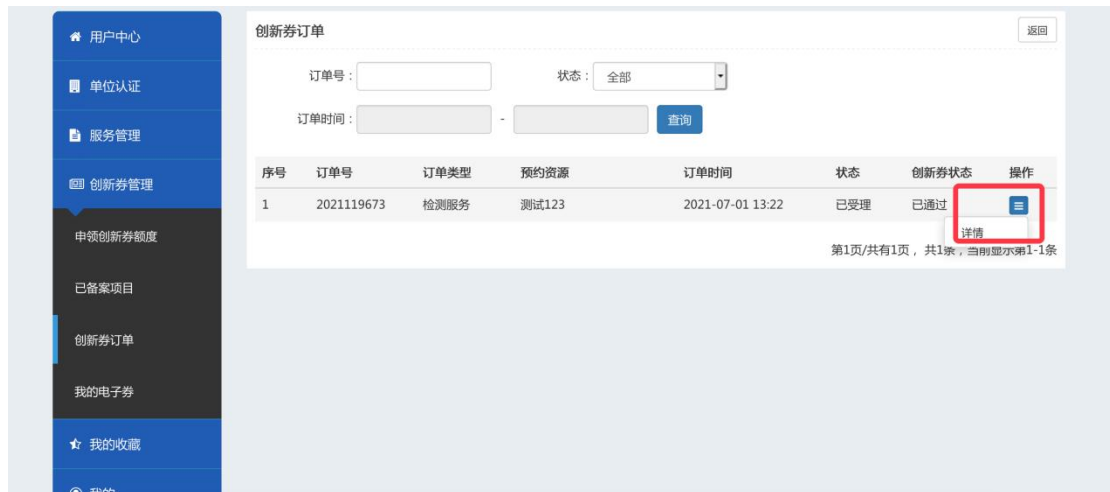 用户中心
单位认证
服务管理
创新券管理
申领创新券额度
已备案项目
创新券订单
我的电子券
我的收藏
创新券订单 返回
订单号： 状态： 全部
订单时间： - 查询
序号 订单号 订单类型 预约资源 订单时间 状态 创新券状态 操作
1 2021119673 检测服务 测试123 2021-07-01 13:22 已受理 已通过
详情
第1页/共有1页 ，共1条 ，当前显示第1-1条